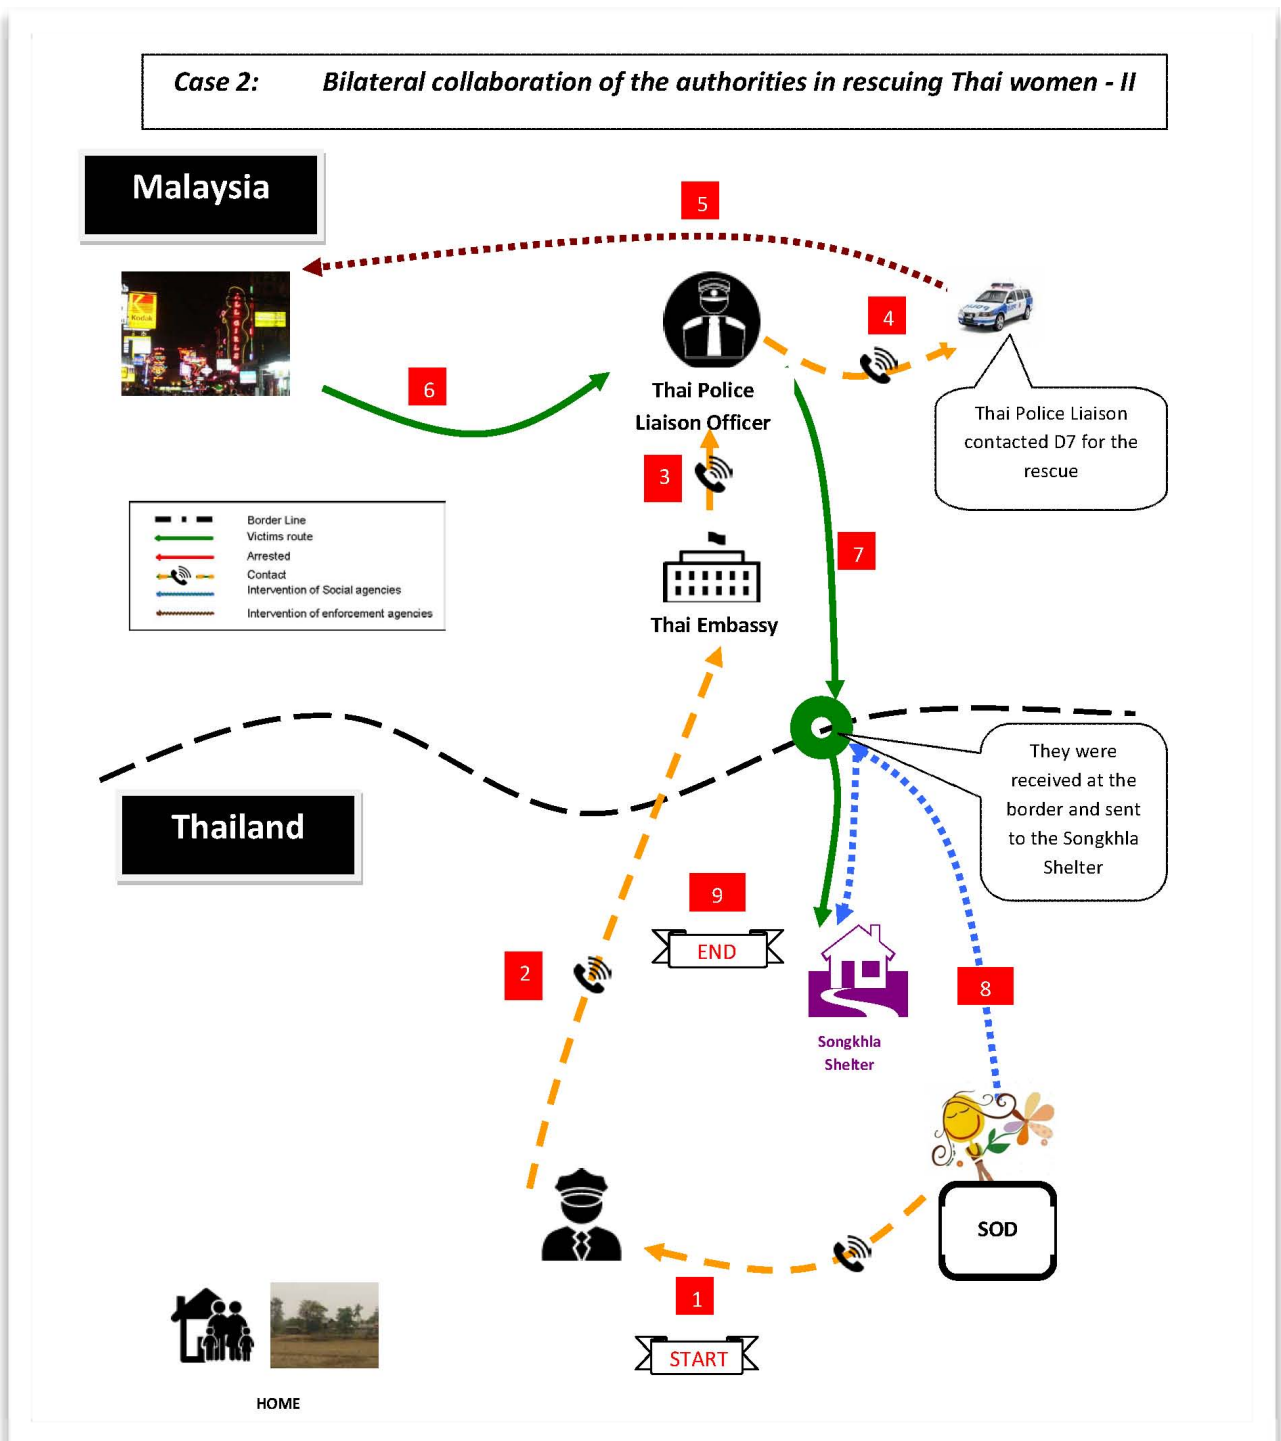 Case 2: Bilateral collaboration of the authorities in rescuing Thai women - II
Malaysia
5
Kodak
GIRLS
4
6
Thai Police
Liaison Officer
Thai Police Liaison
contacted D7 for the
rescue
3
Border Line
Victims route
Arrested
Contact
Intervention of Social agencies
Intervention of enforcement agencies
7
Thai Embassy
They were
received at the
border and sent
to the Songkhla
Shelter
Thailand
9
END
2
8
Songkhla
Shelter
SOD
1
START
HOME